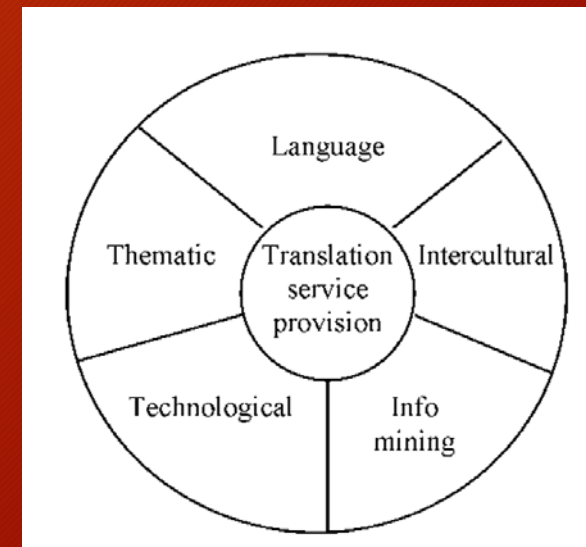 Language
Thematic
Translation
service
provision
Intercultural
Technological
Info
mining